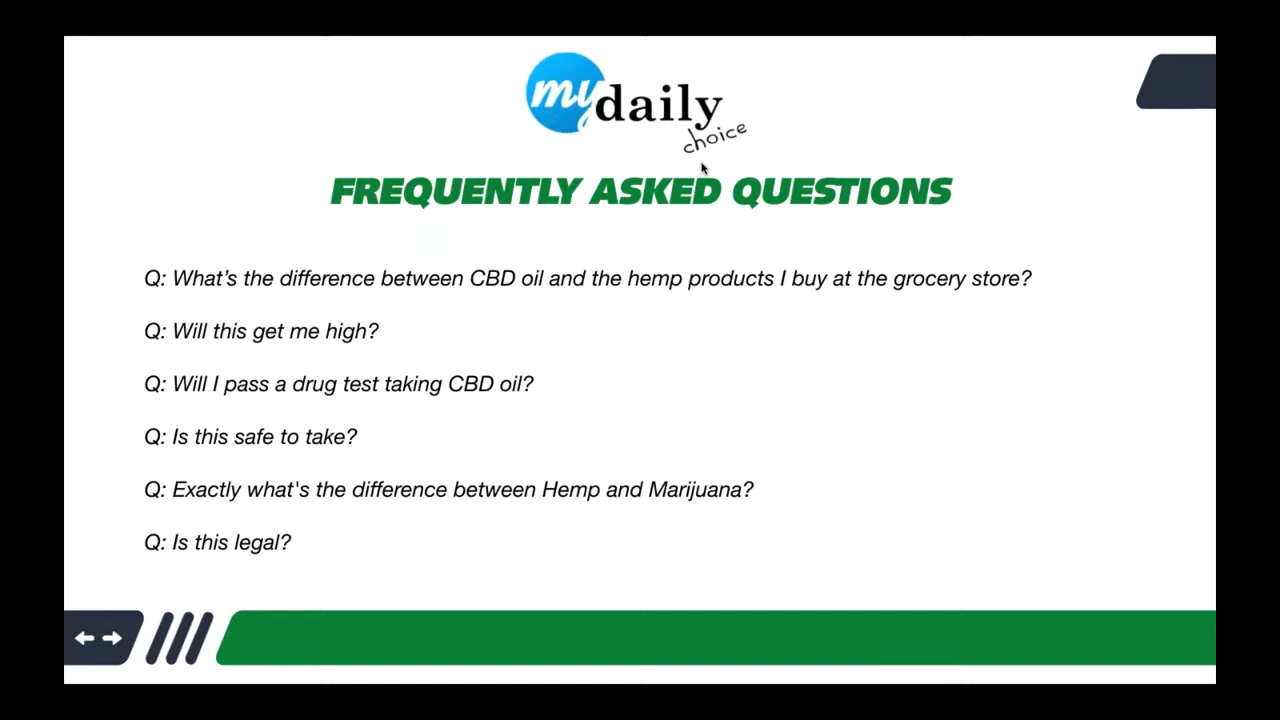 my daily
choice
FREQUENTLY ASKED QUESTIONS
Q: What’s the difference between CBD oil and the hemp products I buy at the grocery store?
Q: Will this get me high?
Q: Will I pass a drug test taking CBD oil?
Q: Is this safe to take?
Q: Exactly what's the difference between Hemp and Marijuana?
Q: Is this legal?